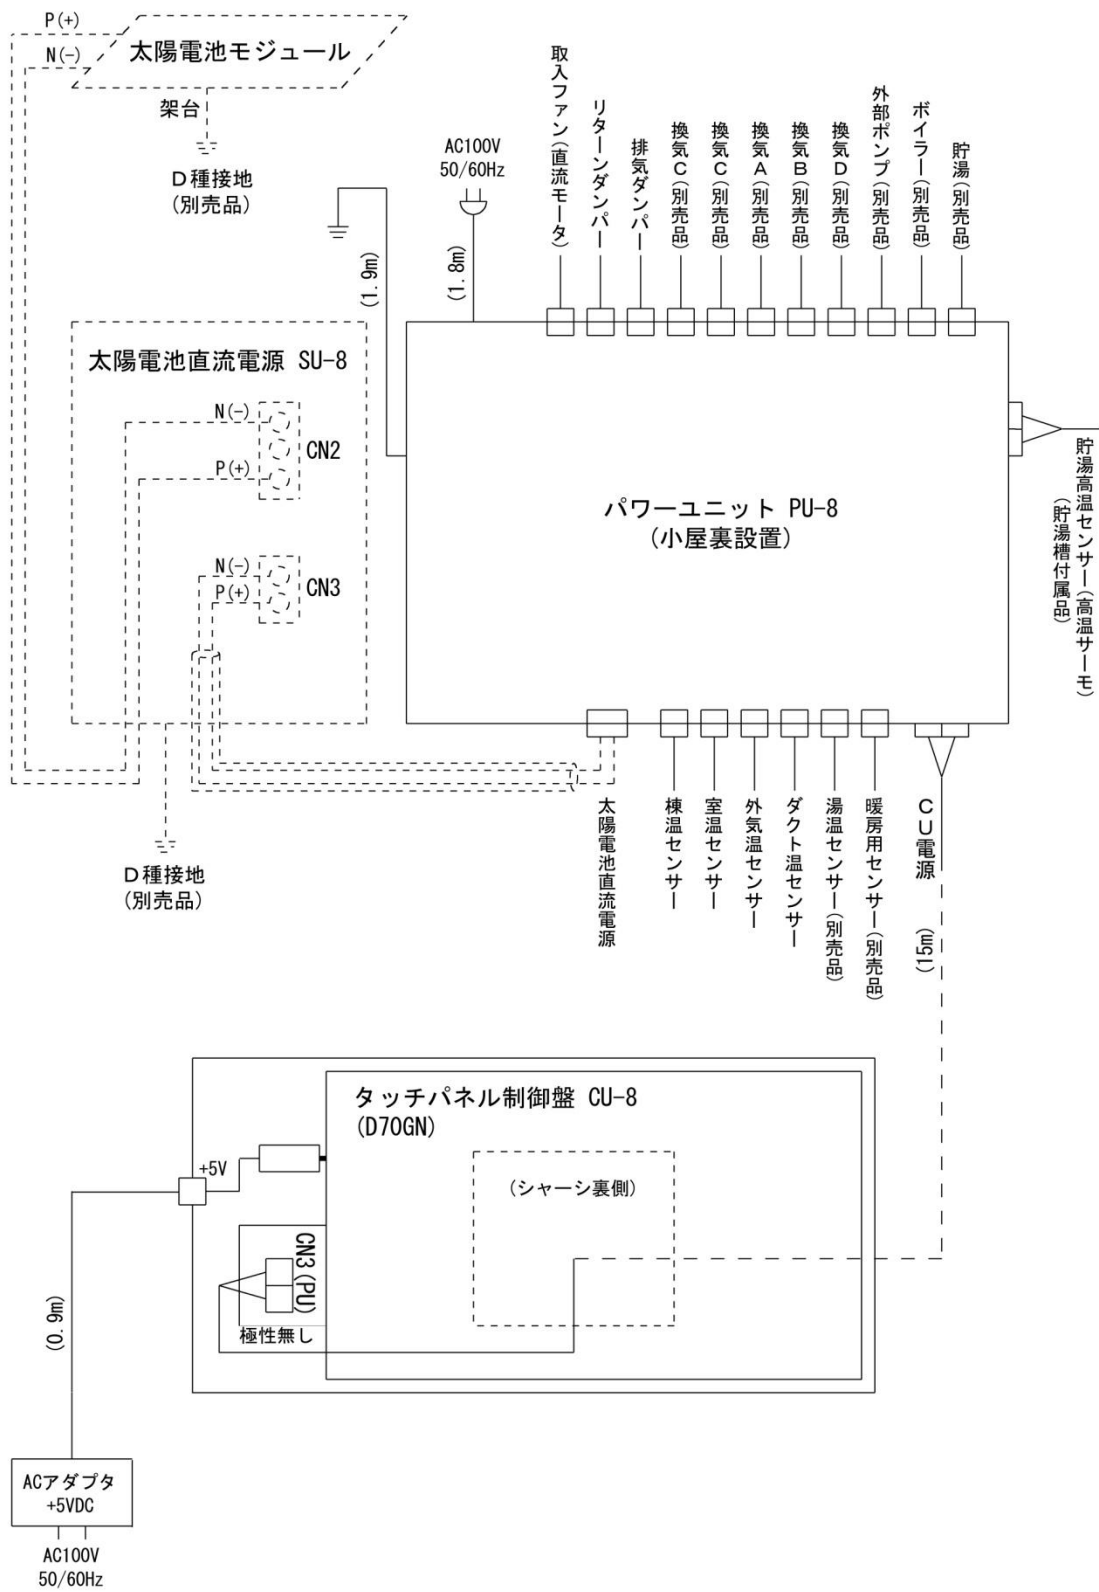 P(+)
N(-)
太陽電池モジュール
架台
D種接地
(別売品)
AC100V
50/60Hz
(1.9m)
(1.8m)
取入ファン(直流モータ)
リターンダンパー
排気ダンパー
換気C(別売品)
換気C(別売品)
換気A(別売品)
換気B(別売品)
換気D(別売品)
外部ポンプ(別売品)
ボイラー(別売品)
貯湯(別売品)
太陽電池直流電源 SU-8
N(-)
CN2
P(+)
N(-)
P(+)
CN3
パワーユニット PU-8
(小屋裏設置)
貯湯高温センサー(高温サーモ)
(貯湯槽付属品)
D種接地
(別売品)
太陽電池直流電源
棟温センサー
室温センサー
外気温センサー
ダクト温センサー
湯温センサー(別売品)
暖房用センサー(別売品)
CU電源
(15m)
タッチパネル制御盤 CU-8
(D70GN)
+5V
(シャーシ裏側)
CN3(PU)
極性無し
(0.9m)
ACアダプタ
+5VDC
AC100V
50/60Hz